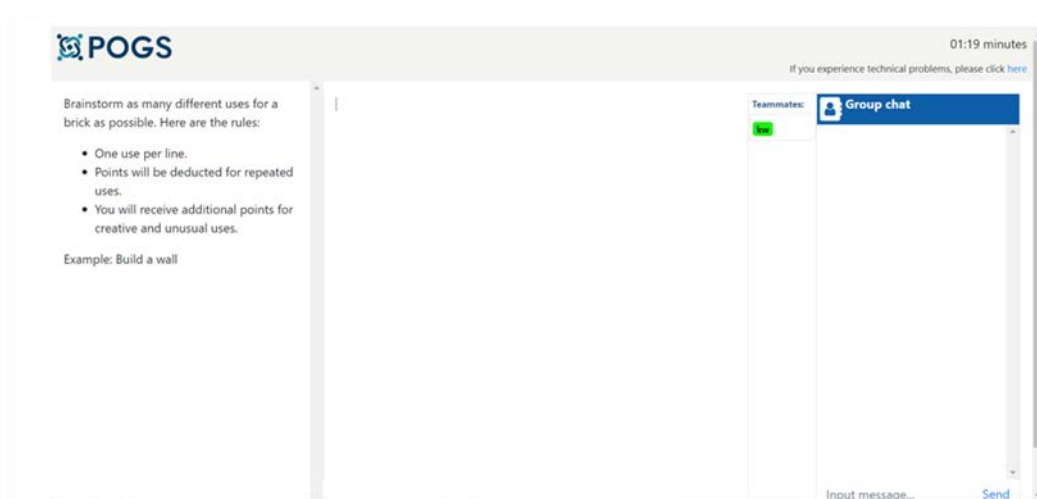 POGS
01:19 minutes
If you experience technical problems, please click here
Brainstorm as many different uses for a
brick as possible. Here are the rules:
• One use per line.
• Points will be deducted for repeated
uses.
• You will receive additional points for
creative and unusual uses.
Example: Build a wall
Teammates:
kw
Group chat
Input message...
Send